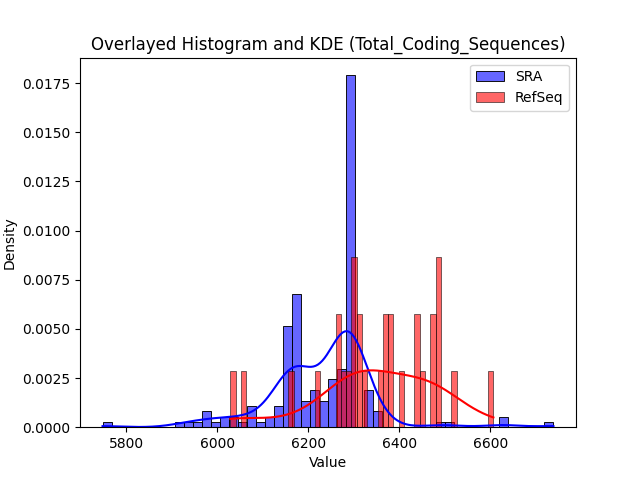 Overlayed Histogram and KDE (Total_Coding_Sequences)
SRA
RefSeq
0.0175
0.0150
0.0125
0.0100
0.0075
0.0050
0.0025
0.0000
Density
5800 6000 6200 6400 6600
Value